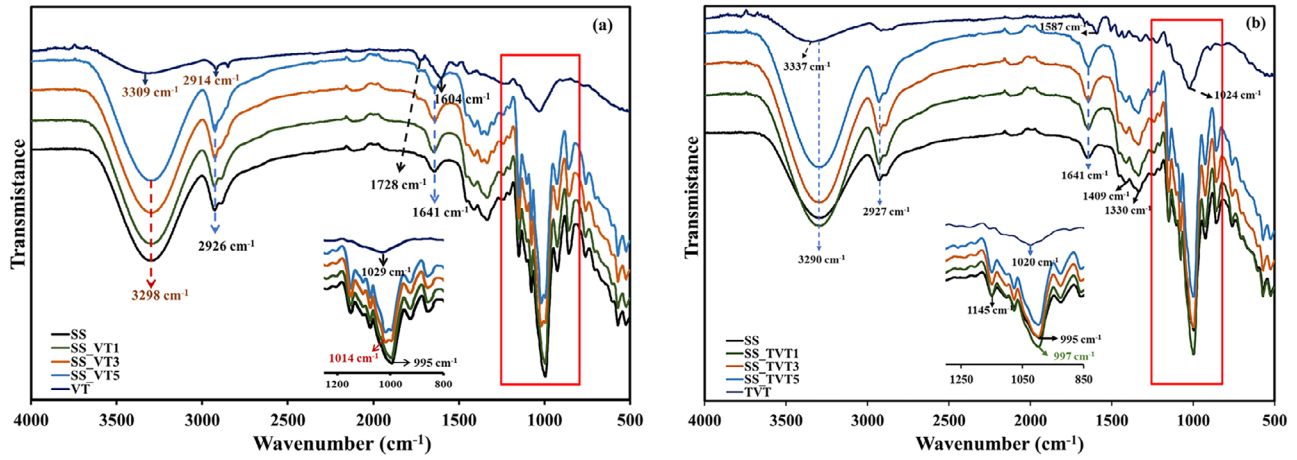 (a)
2914 cm-1
3309 cm-1
1604 cm-1
1728 cm-1
1641 cm-1
2926 cm-1
3298 cm-1
1029 cm-1
1014 cm-1
995 cm-1
1200
1000
800
SS
SS_VT1
SS_VT3
SS_VT5
VT
Transmistance
4000
3500
3000
2500
2000
1500
1000
500
Wavenumber (cm-1)
(b)
1587 cm-1
3337 cm-1
1024 cm-1
1641 cm-1
1409 cm-1
1330 cm-1
2927 cm-1
3290 cm-1
1020 cm-1
1145 cm-1
995 cm-1
997 cm-1
1250
1050
850
SS
SS_TVT1
SS_TVT3
SS_TVT5
TVT
Transmistance
4000
3500
3000
2500
2000
1500
1000
500
Wavenumber (cm-1)